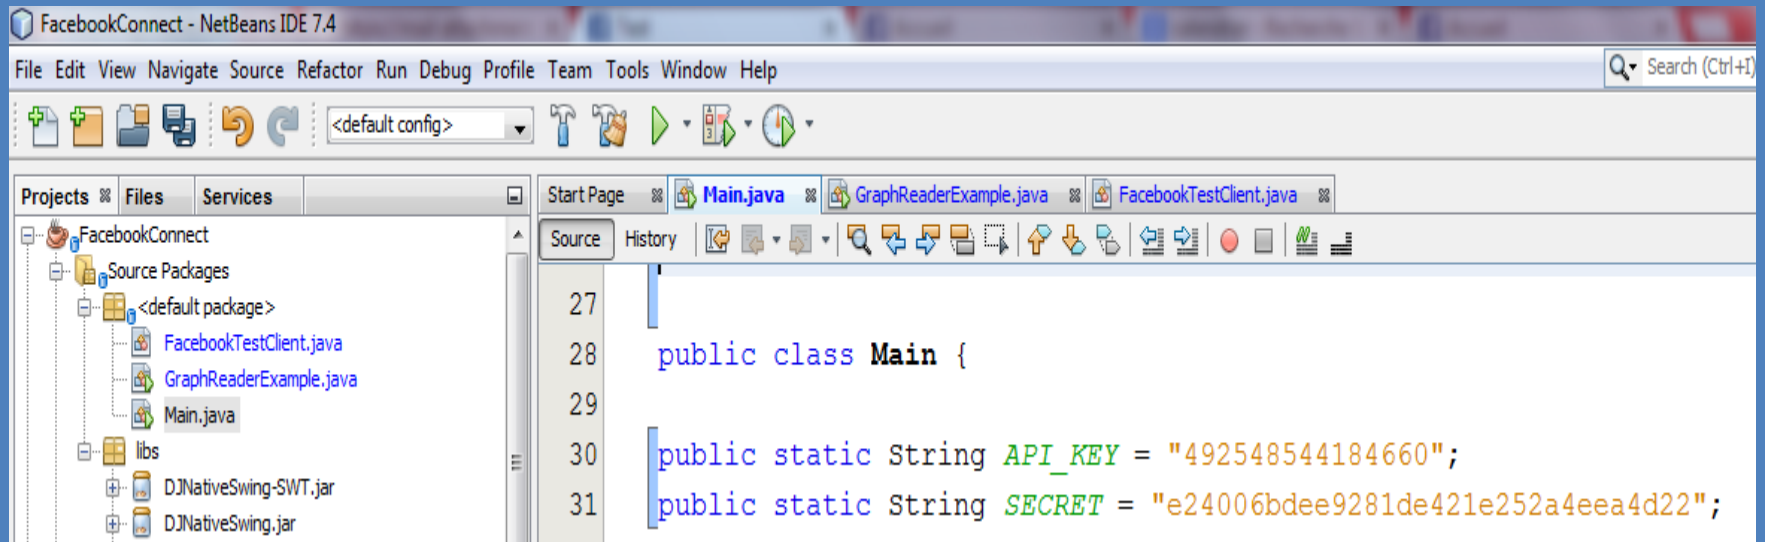 FacebookConnect - NetBeans IDE 7.4
File Edit View Navigate Source Refactor Run Debug Profile Team Tools Window Help
Search (Ctrl+I)
<default config>
Projects Files Services
Start Page Main.java GraphReaderExample.java FacebookTestClient.java
Source History
FacebookConnect
Source Packages
<default package>
FacebookTestClient.java
GraphReaderExample.java
Main.java
libs
DJNativeSwing-SWT.jar
DJNativeSwing.jar
27
28 public class Main {
29
30 public static String API_KEY = "492548544184660";
31 public static String SECRET = "e24006bdee9281de421e252a4eea4d22";